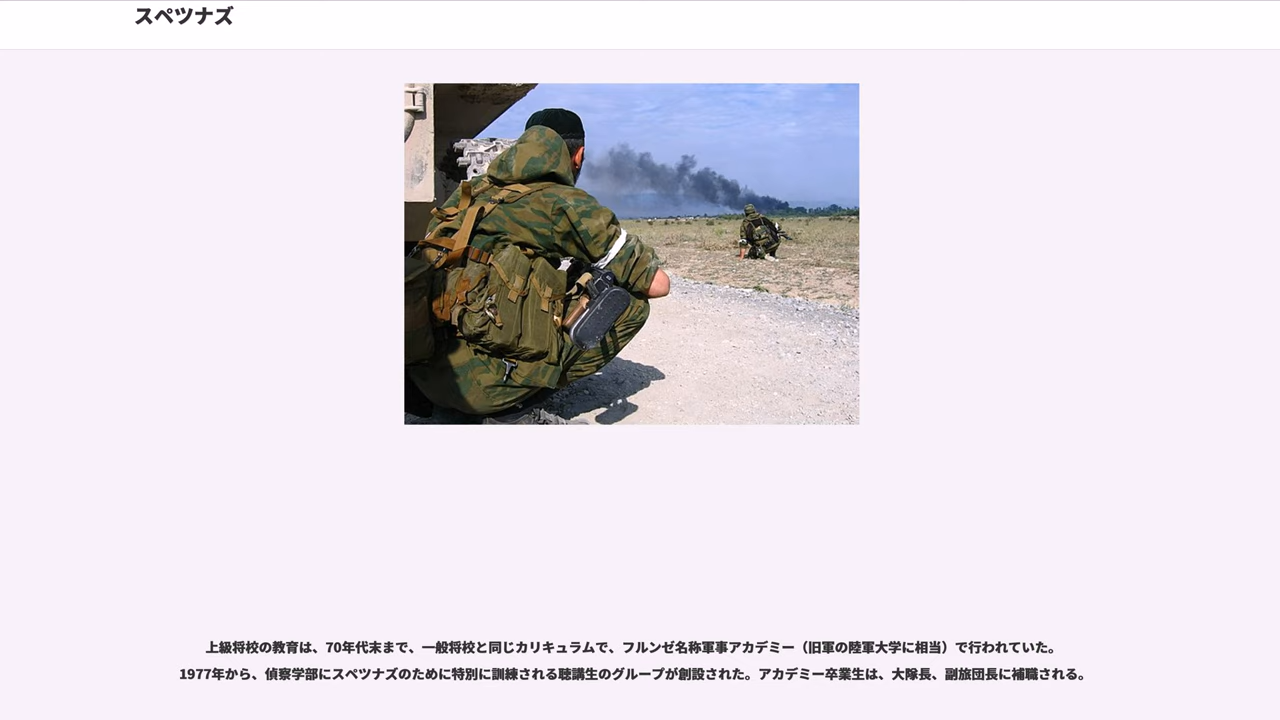 スペツナズ
上級将校の教育は、70年代末まで、一般将校と同じカリキュラムで、フルンゼ名称軍事アカデミー（旧軍の陸軍大学に相当）で行われていた。
1977年から、偵察学部にスペツナズのために特別に訓練される聴講生のグループが創設された。アカデミー卒業生は、大隊長、副旅団長に補職される。